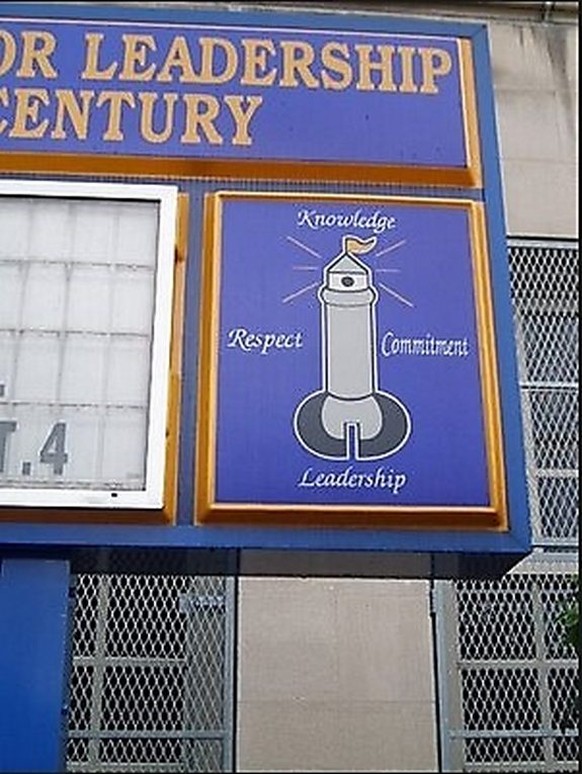 OR LEADERSHIP
CENTURY
Knowledge
Respect
Commitment
Leadership
T.4